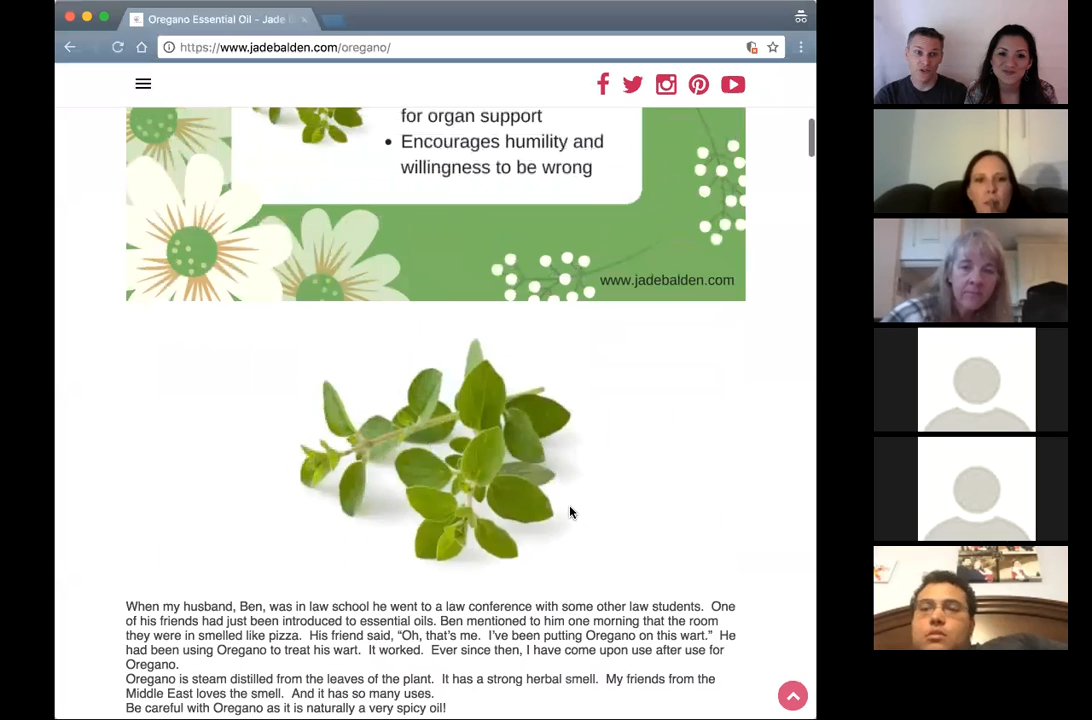 Oregano Essential Oil - Jade
https://www.jadebalden.com/oregano/
for organ support
• Encourages humility and
willingness to be wrong
www.jadebalden.com
When my husband, Ben, was in law school he went to a law conference with some other law students.  One
of his friends had just been introduced to essential oils. Ben mentioned to him one morning that the room
they were in smelled like pizza.  His friend said, “Oh, that’s me.  I’ve been putting Oregano on this wart.”  He
had been using Oregano to treat his wart.  It worked.  Ever since then, I have come upon use after use for
Oregano.
Oregano is steam distilled from the leaves of the plant.  It has a strong herbal smell.  My friends from the
Middle East loves the smell.  And it has so many uses.
Be careful with Oregano as it is naturally a very spicy oil!